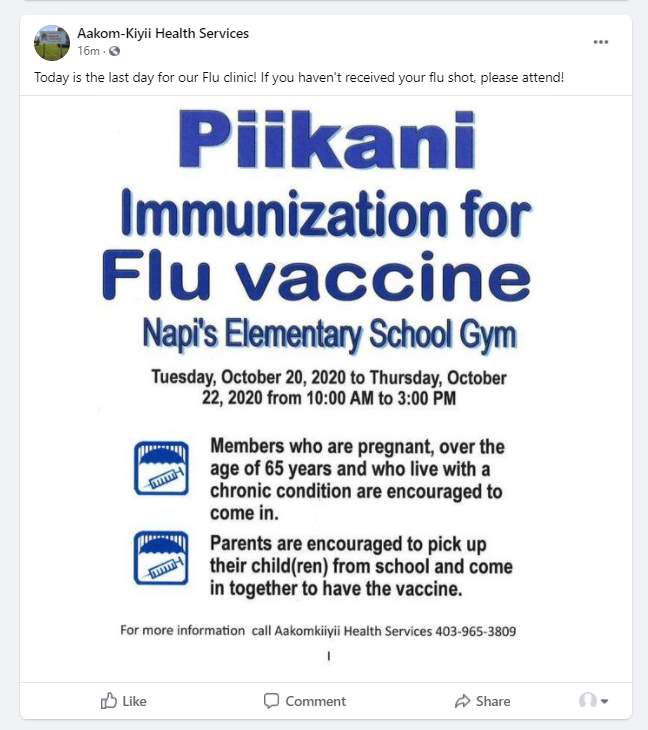 Aakom-Kiyii Health Services
16m ·
Today is the last day for our Flu clinic! If you haven't received your flu shot, please attend!
Piikani
Immunization for
Flu vaccine
Napi's Elementary School Gym
Tuesday, October 20, 2020 to Thursday, October
22, 2020 from 10:00 AM to 3:00 PM
Members who are pregnant, over the
age of 65 years and who live with a
chronic condition are encouraged to
come in.
Parents are encouraged to pick up
their child(ren) from school and come
in together to have the vaccine.
For more information call Aakomkiiyii Health Services 403-965-3809
Like
Comment
Share